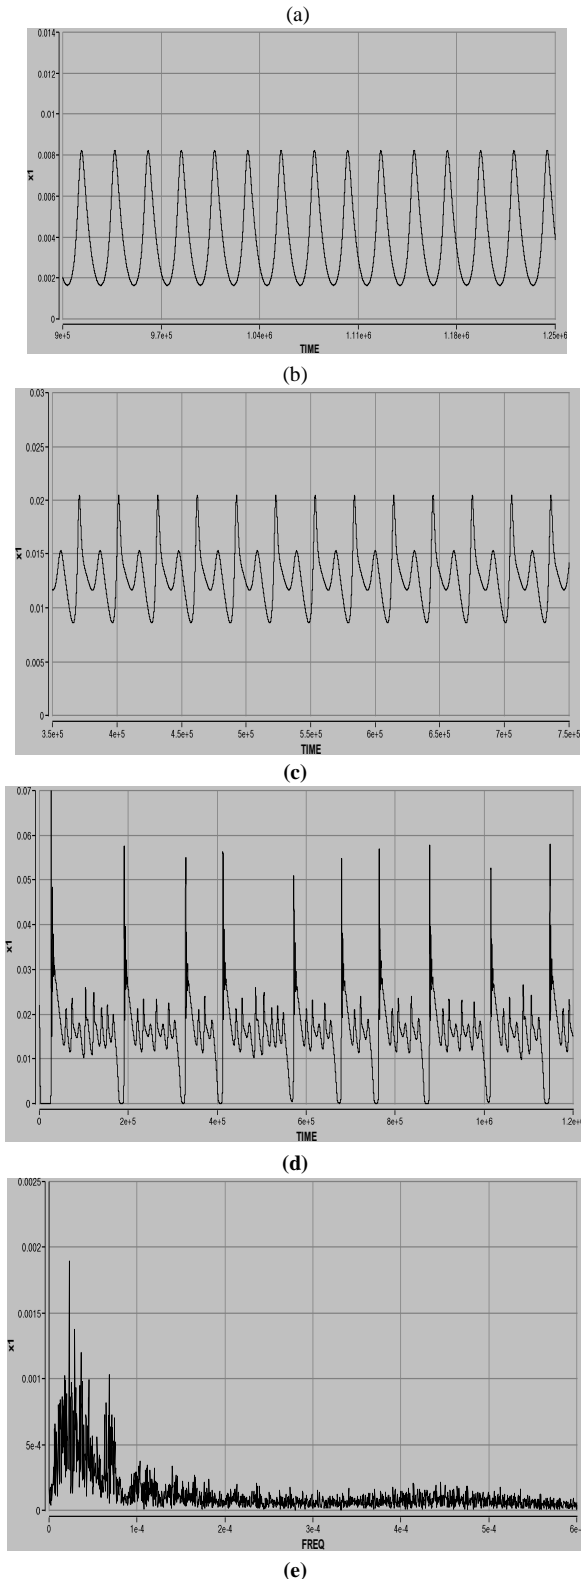 (a)
0.014
0.01
0.008
0.006
0.004
0.002
0
x1
9e+5 9.7e+5 1.04e+6 1.11e+6 1.18e+6 1.25e+6
TIME
(b)
0.03
0.025
0.02
0.015
0.01
0.005
0
x1
3.5e+5 4e+5 4.5e+5 5e+5 5.5e+5 6e+5 6.5e+5 7e+5 7.5e+5
TIME
(c)
0.07
0.06
0.05
0.04
0.03
0.02
0.01
0
x1
0 2e+5 4e+5 6e+5 8e+5 1e+6 1.2e+
TIME
(d)
0.0025
0.002
0.0015
0.001
5e-4
0
x1
0 1e-4 2e-4 3e-4 4e-4 5e-4 6e-
FREQ
(e)